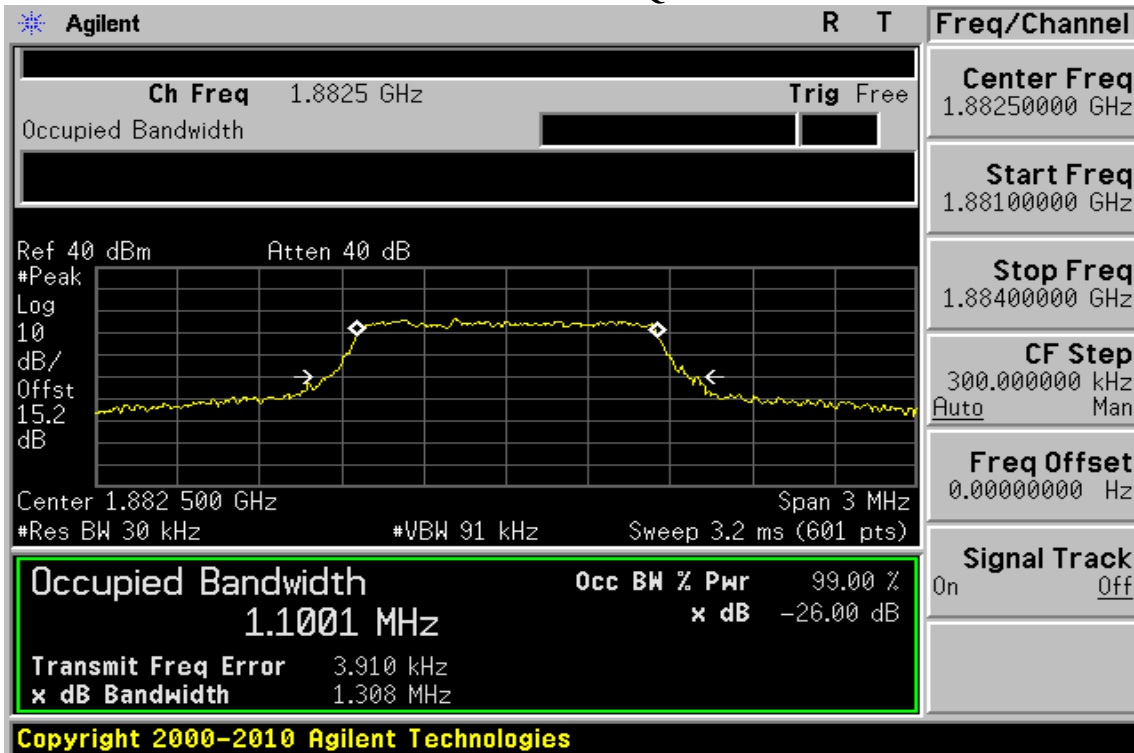 Agilent R T
Ch Freq 1.8825 GHz Trig Free
Occupied Bandwidth
Ref 40 dBm Atten 40 dB
#Peak
Log
10
dB/
Offst
15.2
dB
Center 1.882 500 GHz Span 3 MHz
#Res BW 30 kHz #VBW 91 kHz Sweep 3.2 ms (601 pts)
Occupied Bandwidth
1.1001 MHz
Occ BW % Pwr 99.00 %
x dB -26.00 dB
Transmit Freq Error 3.910 kHz
x dB Bandwidth 1.308 MHz
Copyright 2000-2010 Agilent Technologies
Freq/Channel
Center Freq
1.88250000 GHz
Start Freq
1.88100000 GHz
Stop Freq
1.88400000 GHz
CF Step
300.000000 kHz
Auto Man
Freq Offset
0.00000000 Hz
Signal Track
On Off